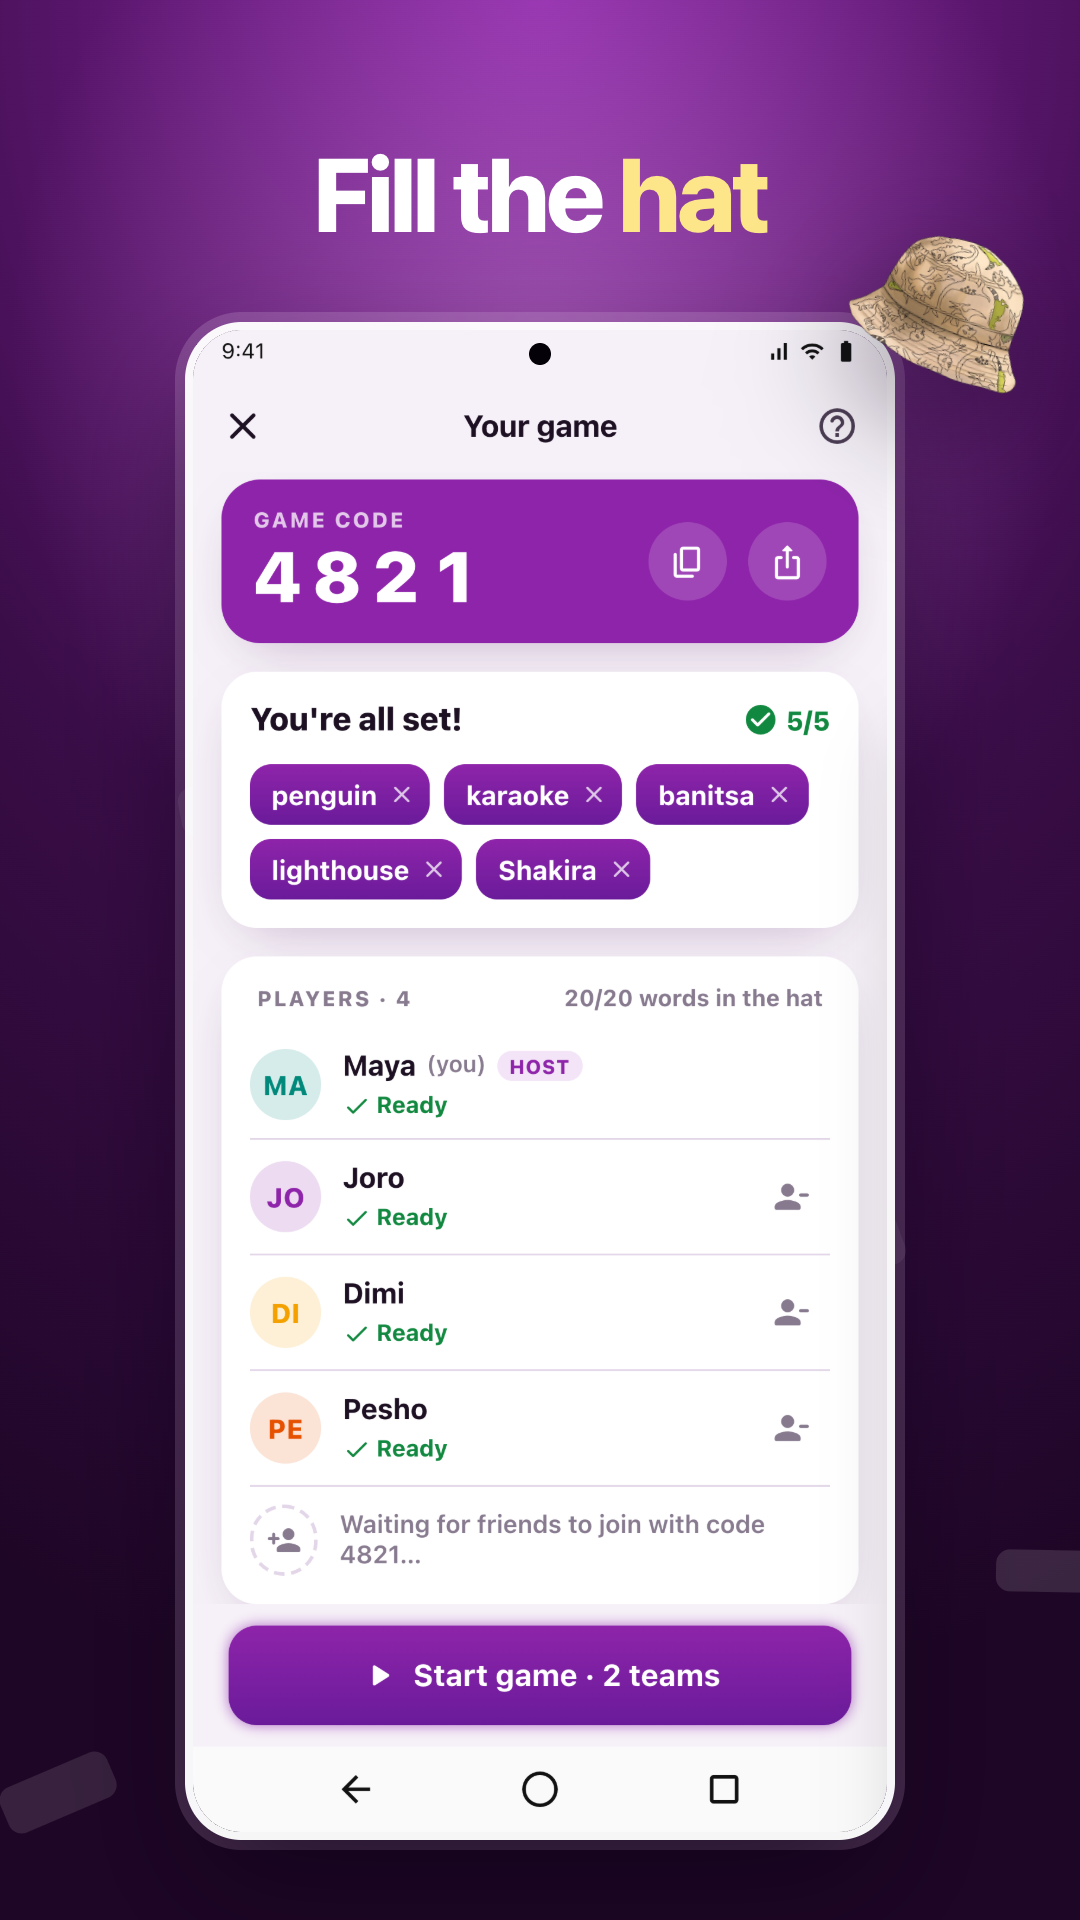 Fill the hat
9:41
Your game
GAME CODE
4821
You're all set!
5/5
penguin
karaoke
banitsa
lighthouse
Shakira
PLAYERS · 4
20/20 words in the hat
MA
Maya (you) HOST
Ready
JO
Joro
Ready
DI
Dimi
Ready
PE
Pesho
Ready
Waiting for friends to join with code
4821...
Start game · 2 teams